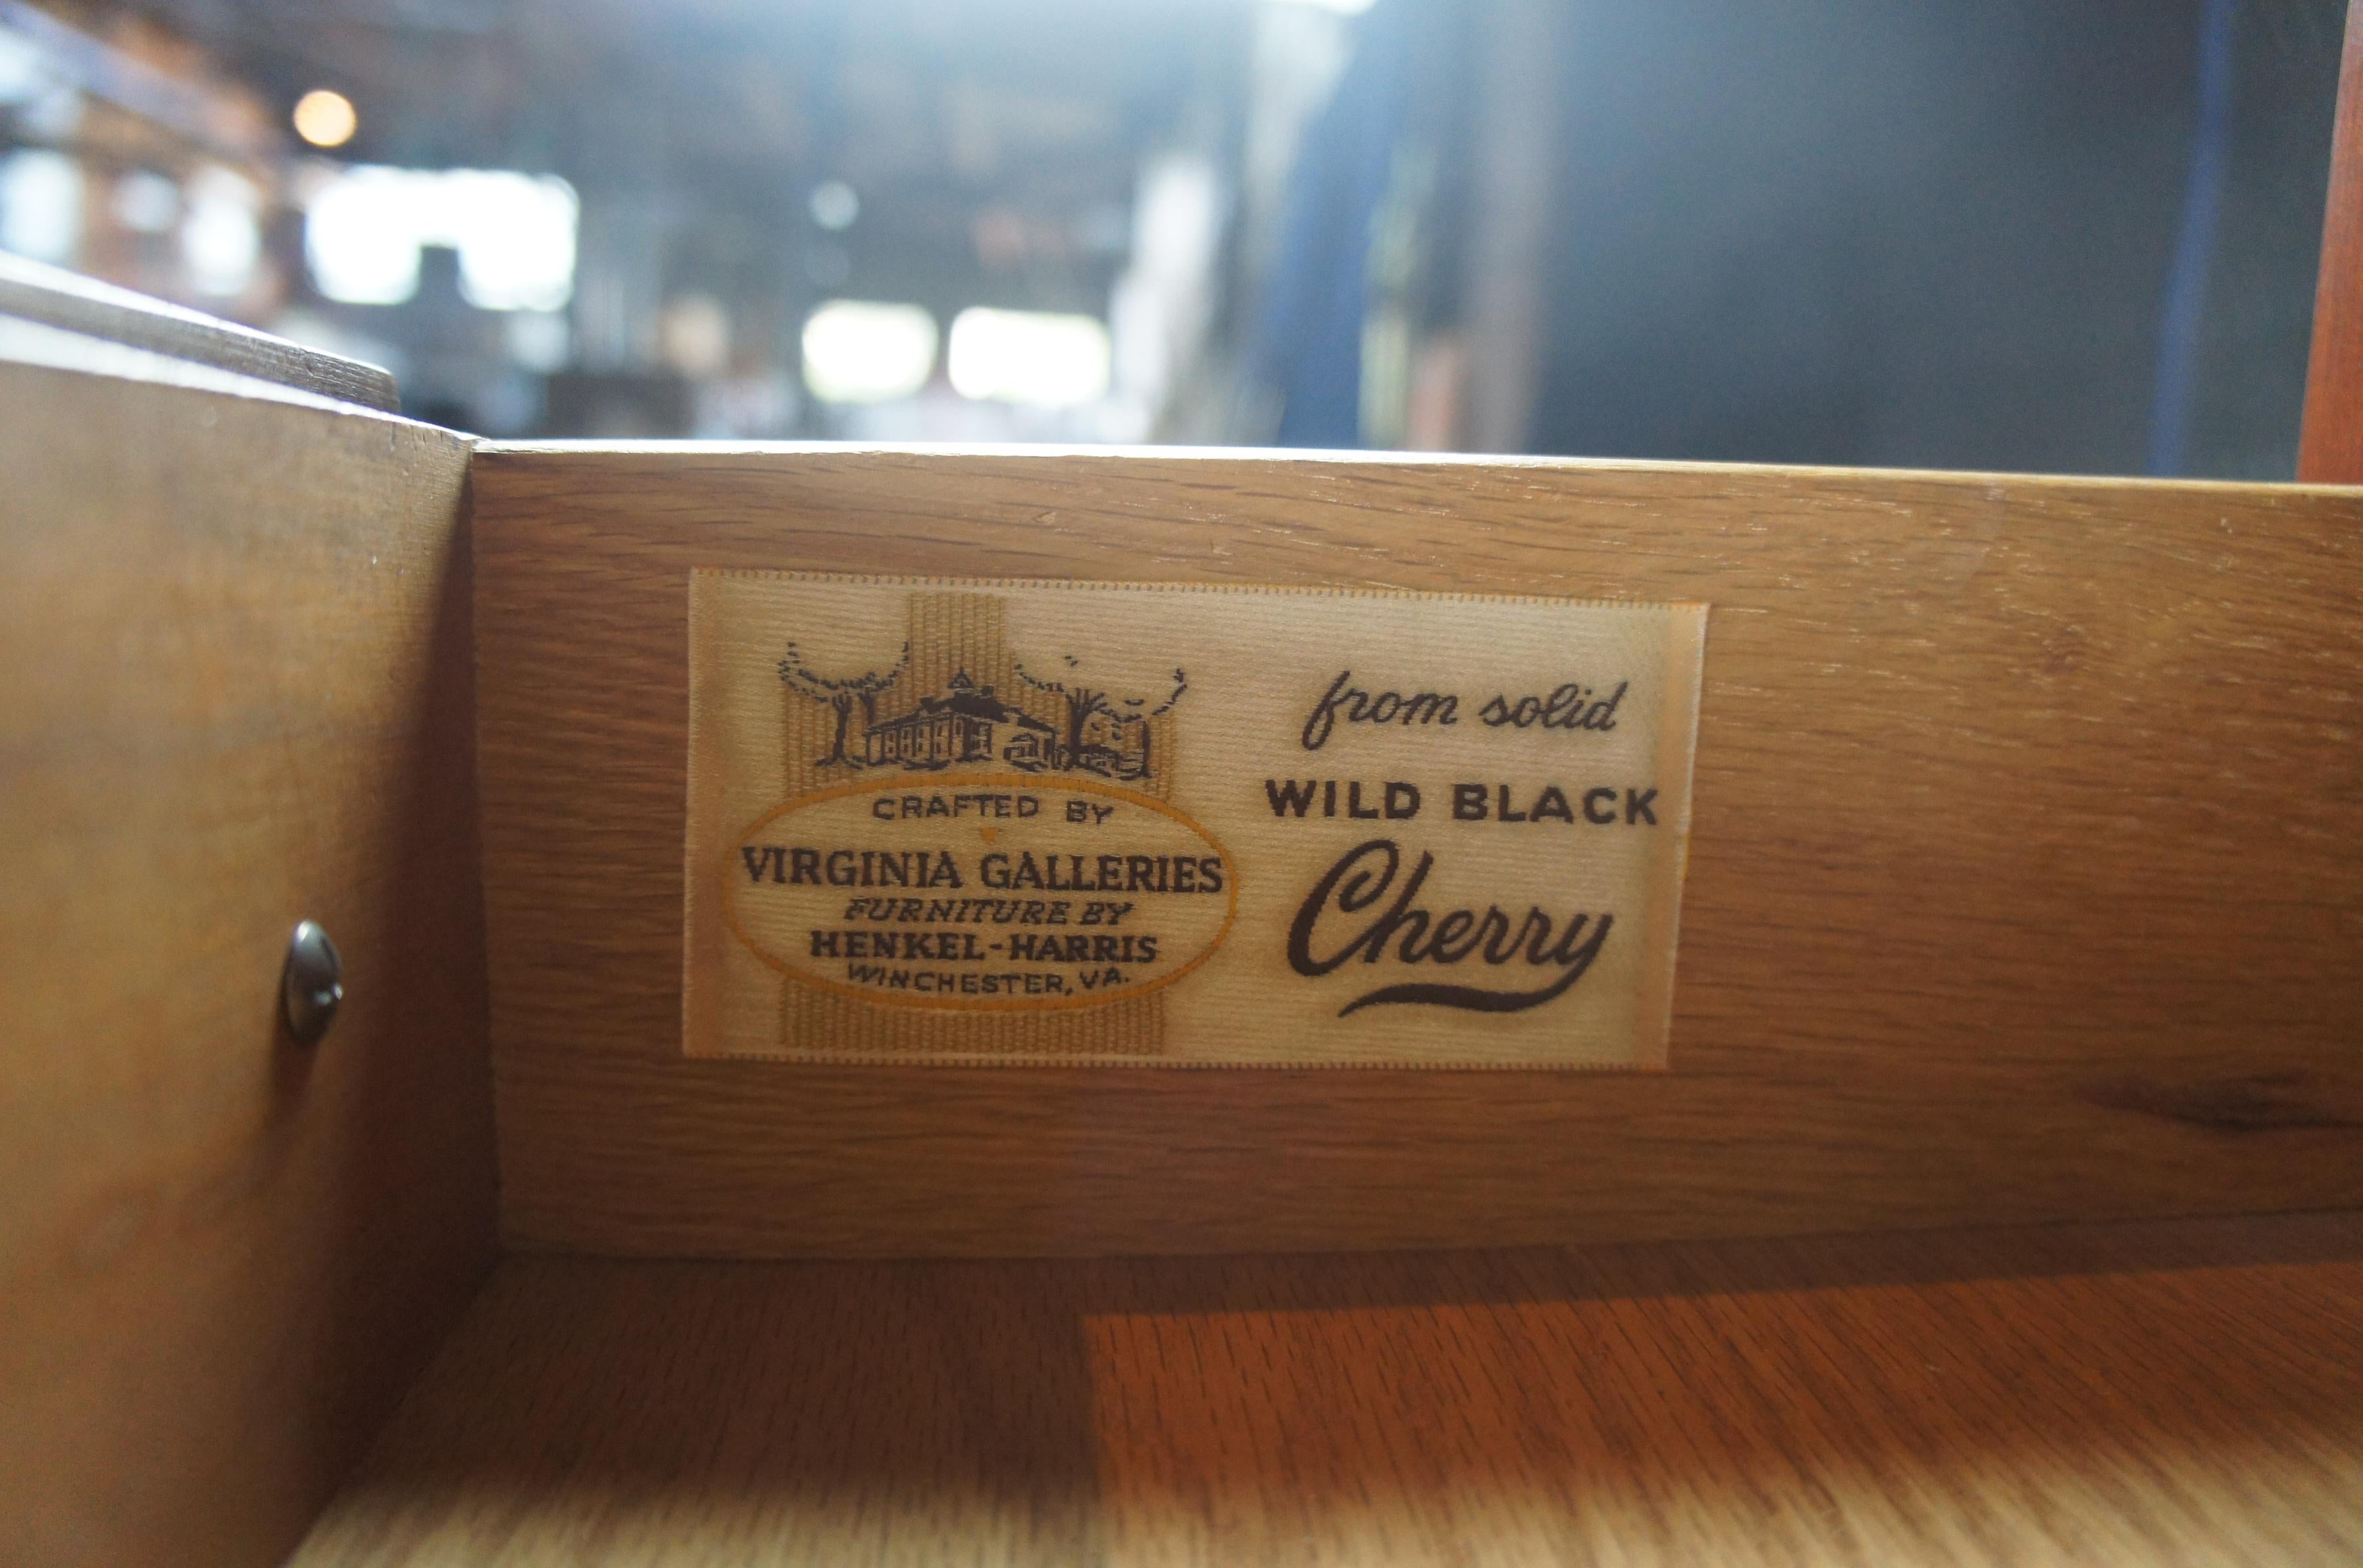 CRAFTED BY
VIRGINIA GALLERIES
FURNITURE BY
HENKEL-HARRIS
WINCHESTER, VA.
from solid
WILD BLACK
Cherry